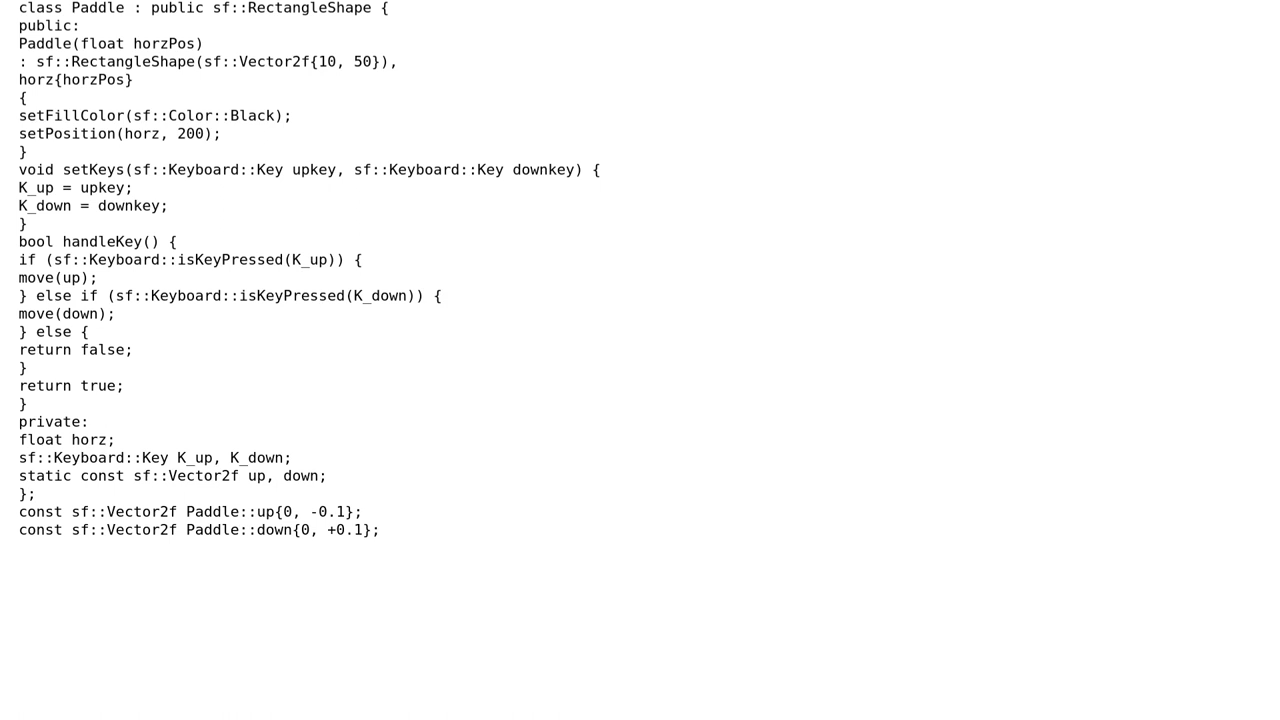 class Paddle : public sf::RectangleShape {
public:
Paddle(float horzPos)
: sf::RectangleShape(sf::Vector2f{10, 50}),
horz{horzPos}
{
setFillColor(sf::Color::Black);
setPosition(horz, 200);
}
void setKeys(sf::Keyboard::Key upkey, sf::Keyboard::Key downkey) {
K_up = upkey;
K_down = downkey;
}
bool handleKey() {
if (sf::Keyboard::isKeyPressed(K_up)) {
move(up);
} else if (sf::Keyboard::isKeyPressed(K_down)) {
move(down);
} else {
return false;
}
return true;
}
private:
float horz;
sf::Keyboard::Key K_up, K_down;
static const sf::Vector2f up, down;
};
const sf::Vector2f Paddle::up{0, -0.1};
const sf::Vector2f Paddle::down{0, +0.1};